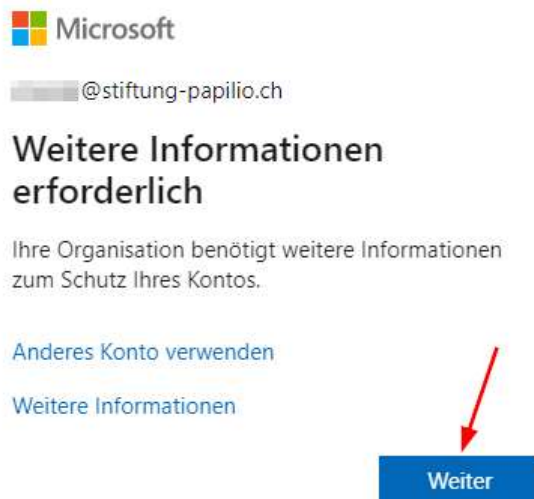 Microsoft
@stiftung-papilio.ch
Weitere Informationen
erforderlich
Ihre Organisation benötigt weitere Informationen
zum Schutz Ihres Kontos.
Anderes Konto verwenden
Weitere Informationen
Weiter